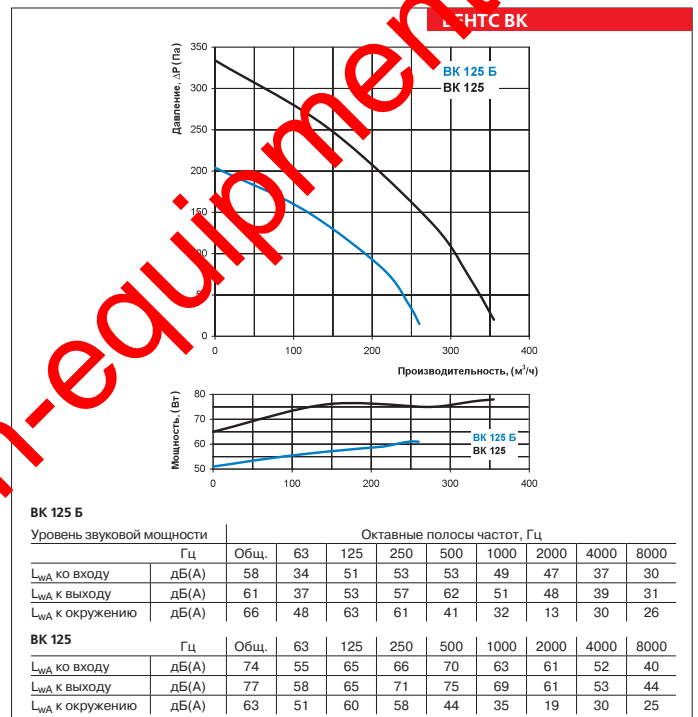 ВЕНТС ВК
Давление, ΔP (Па)
350
300
250
200
150
0
ВК 125 Б
ВК 125
0 100 200 300 400
Производительность, (м³/ч)
Мощность, (Вт)
80
70
60
50
ВК 125 Б
ВК 125
0 100 200 300 400
n-equipment
ВК 125 Б
Уровень звуковой мощности Октавные полосы частот, Гц
Гц Общ. 63 125 250 500 1000 2000 4000 8000
LwA ко входу дБ(А) 58 34 51 53 53 49 47 37 30
LwA к выходу дБ(А) 61 37 53 57 62 51 48 39 31
LwA к окружению дБ(А) 66 48 63 61 41 32 13 30 26
ВК 125
Гц Общ. 63 125 250 500 1000 2000 4000 8000
LwA ко входу дБ(А) 74 55 65 66 70 63 61 52 40
LwA к выходу дБ(А) 77 58 65 71 75 69 61 53 44
LwA к окружению дБ(А) 63 51 60 58 44 35 19 30 25